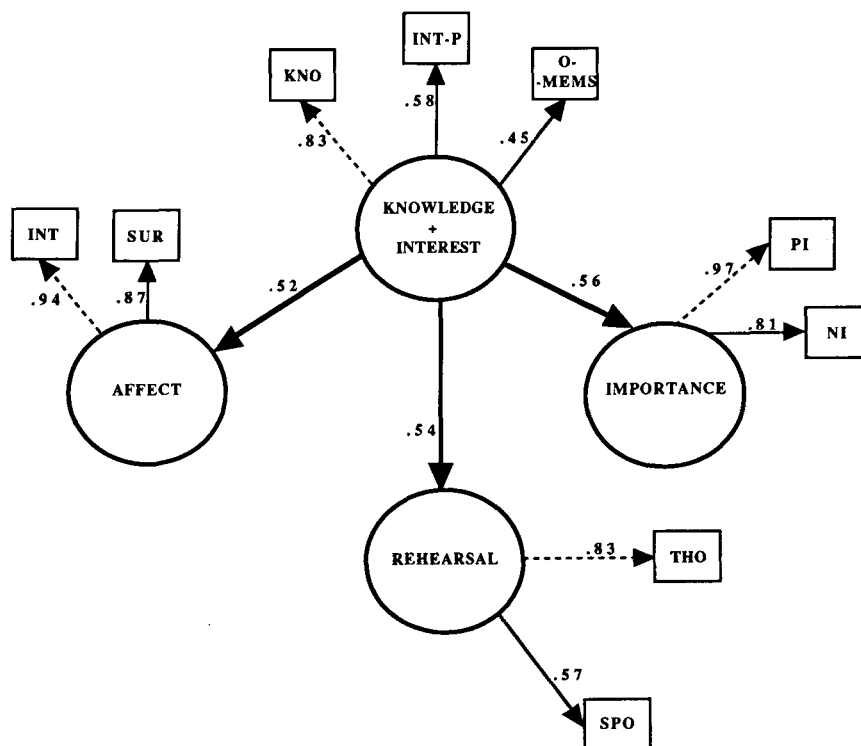 INT-P
O-
-MEMS
KNO
.58
.83
.45
KNOWLEDGE
+
INTEREST
INT
SUR
PI
.97
.94
.87
.52
.56
.81
NI
AFFECT
IMPORTANCE
.54
REHEARSAL
.83
THO
.57
SPO